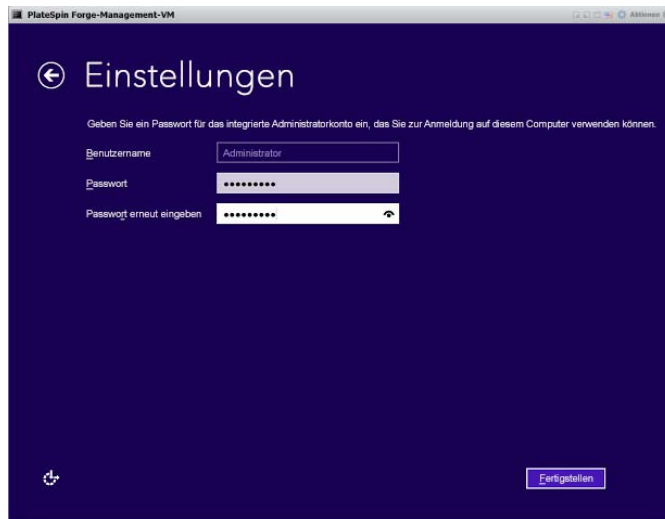 PlateSpin Forge-Management-VM
Aktionen
Einstellungen
Geben Sie ein Passwort für das integrierte Administratorkonto ein, das Sie zur Anmeldung auf diesem Computer verwenden können.
Benutzername
Administrator
Passwort
•••••••••
Passwort erneut eingeben
•••••••••
Fertigstellen